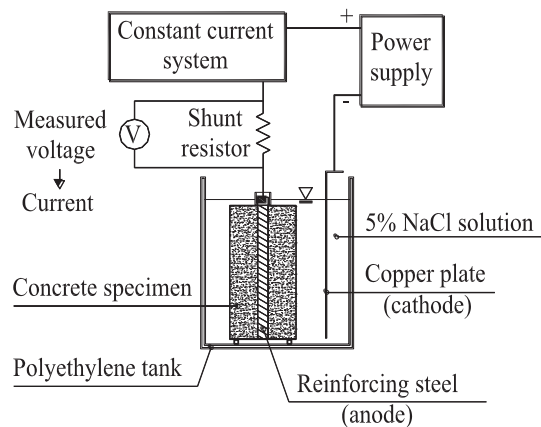 Constant current
system
+
Power
supply
-
Measured
voltage
V
Shunt
resistor
Current
5% NaCl solution
Copper plate
(cathode)
Concrete specimen
Polyethylene tank
Reinforcing steel
(anode)